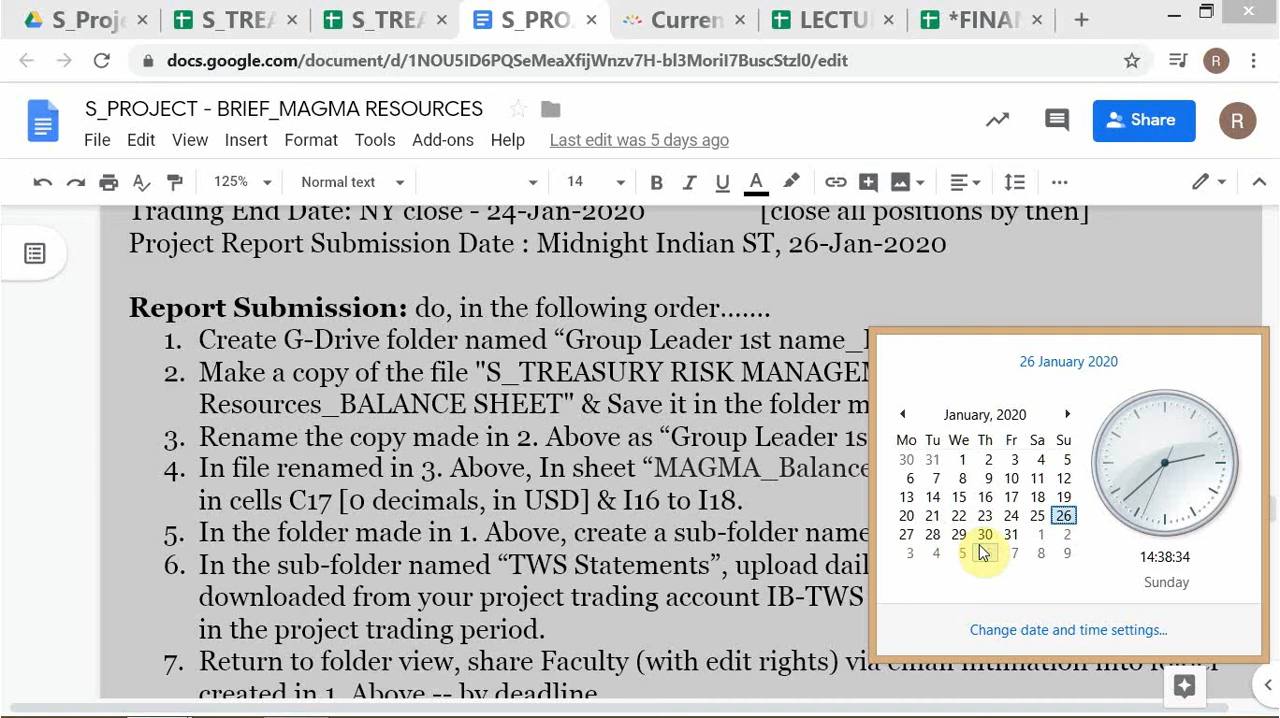 S_Proje
S_TREA
S_TREA
S_PRO.
Curren
LECTU
*FINAI
docs.google.com/document/d/1NOU5ID6PQSeMeaXfijWnzv7H-bl3MoriI7BuscStzl0/edit
R
S_PROJECT - BRIEF_MAGMA RESOURCES
Share
R
File Edit View Insert Format Tools Add-ons Help Last edit was 5 days ago
125% Normal text 14 B I U A
Trading End Date: NY close - 24-Jan-2020 [close all positions by then]
Project Report Submission Date : Midnight Indian ST, 26-Jan-2020
Report Submission: do, in the following order.......
1. Create G-Drive folder named “Group Leader 1st name_
2. Make a copy of the file "S_TREASURY RISK MANAGEM
Resources_BALANCE SHEET" & Save it in the folder m
3. Rename the copy made in 2. Above as “Group Leader 1s
4. In file renamed in 3. Above, In sheet “MAGMA_Balance
in cells C17 [0 decimals, in USD] & I16 to I18.
5. In the folder made in 1. Above, create a sub-folder name
6. In the sub-folder named “TWS Statements”, upload dail
downloaded from your project trading account IB-TWS
in the project trading period.
7. Return to folder view, share Faculty (with edit rights) via email intimation into folder
created in 1. Above -- by deadline
26 January 2020
January, 2020
Mo Tu We Th Fr Sa Su
30 31 1 2 3 4 5
6 7 8 9 10 11 12
13 14 15 16 17 18 19
20 21 22 23 24 25 26
27 28 29 30 31 1 2
3 4 5 6 7 8 9
14:38:34
Sunday
Change date and time settings...